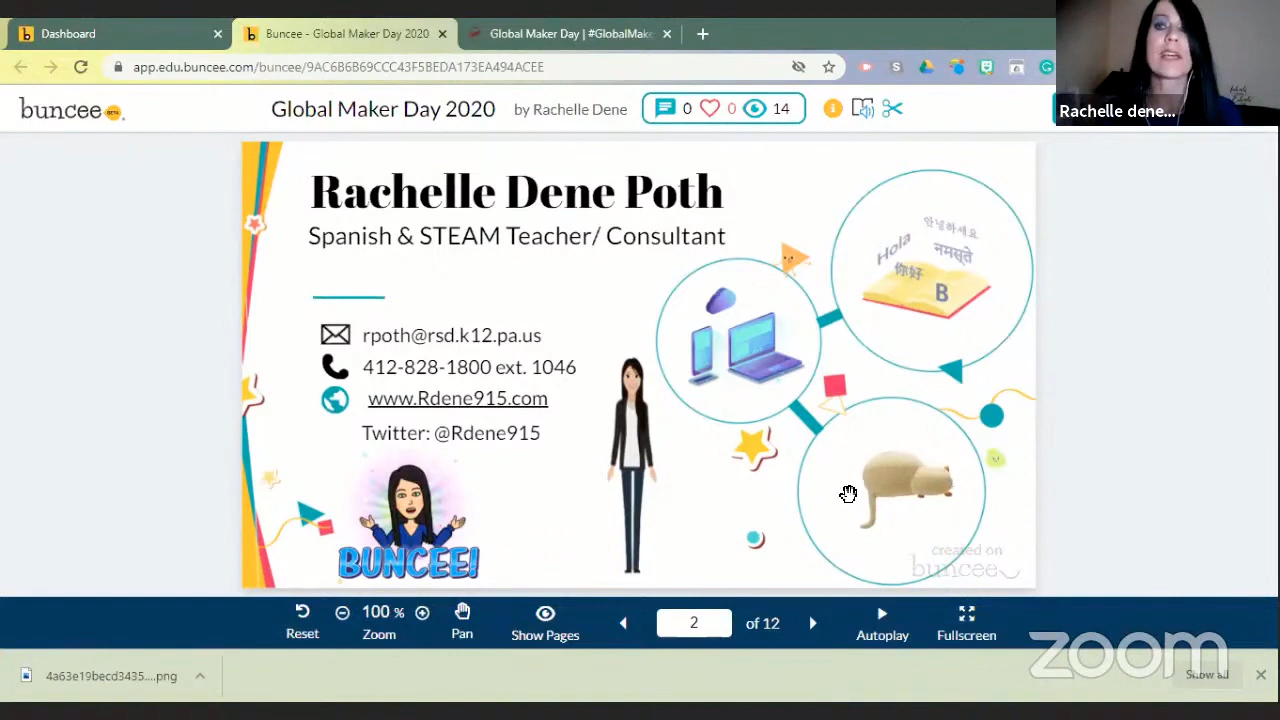 Dashboard
Buncee - Global Maker Day 2020
Global Maker Day | #GlobalMake
app.edu.buncee.com/buncee/9AC6B6B69CCC43F5BEDA173EA494ACEE
Rachelle dene...
buncee
BETA
Global Maker Day 2020
by Rachelle Dene
0
0
14
Rachelle Dene Poth
Spanish & STEAM Teacher/ Consultant
안녕하세요
Hola
नमस्ते
你好
B
rpoth@rsd.k12.pa.us
412-828-1800 ext. 1046
www.Rdene915.com
Twitter: @Rdene915
BUNCEE!
created on
buncee
Reset
100 %
Zoom
Pan
Show Pages
2
of 12
Autoplay
Fullscreen
zoom
4a63e19becd3435....png
Show all